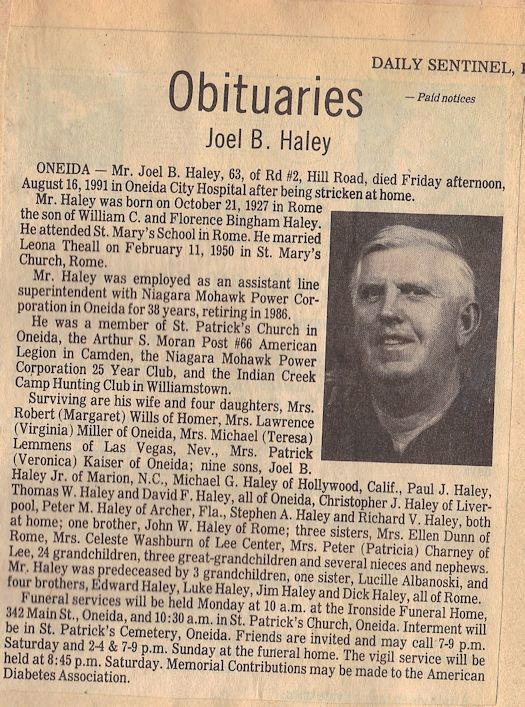 DAILY SENTINEL,
Obituaries
— Paid notices
Joel B. Haley
ONEIDA — Mr. Joel B. Haley, 63, of Rd #2, Hill Road, died Friday afternoon,
August 16, 1991 in Oneida City Hospital after being stricken at home.
Mr. Haley was born on October 21, 1927 in Rome
the son of William C. and Florence Bingham Haley.
He attended St. Mary's School in Rome. He married
Leona Theall on February 11, 1950 in St. Mary's
Church, Rome.
Mr. Haley was employed as an assistant line
superintendent with Niagara Mohawk Power Cor-
poration in Oneida for 38 years, retiring in 1986.
He was a member of St. Patrick's Church in
Oneida, the Arthur S. Moran Post #66 American
Legion in Camden, the Niagara Mohawk Power
Corporation 25 Year Club, and the Indian Creek
Camp Hunting Club in Williamstown.
Surviving are his wife and four daughters, Mrs.
Robert (Margaret) Wills of Homer, Mrs. Lawrence
(Virginia) Miller of Oneida, Mrs. Michael (Teresa)
Lemmens of Las Vegas, Nev., Mrs. Patrick
(Veronica) Kaiser of Oneida; nine sons, Joel B.
Haley Jr. of Marion, N.C., Michael G. Haley of Hollywood, Calif., Paul J. Haley,
Thomas W. Haley and David F. Haley, all of Oneida, Christopher J. Haley of Liver-
pool, Peter M. Haley of Archer, Fla., Stephen A. Haley and Richard V. Haley, both
at home; one brother, John W. Haley of Rome; three sisters, Mrs. Ellen Dunn of
Rome, Mrs. Celeste Washburn of Lee Center, Mrs. Peter (Patricia) Charney of
Lee, 24 grandchildren, three great-grandchildren and several nieces and nephews.
Mr. Haley was predeceased by 3 grandchildren, one sister, Lucille Albanoski, and
four brothers, Edward Haley, Luke Haley, Jim Haley and Dick Haley, all of Rome.
Funeral services will be held Monday at 10 a.m. at the Ironside Funeral Home,
342 Main St., Oneida, and 10:30 a.m. in St. Patrick's Church, Oneida. Interment will
be in St. Patrick's Cemetery, Oneida. Friends are invited and may call 7-9 p.m.
Saturday and 2-4 & 7-9 p.m. Sunday at the funeral home. The vigil service will be
held at 8:45 p.m. Saturday. Memorial Contributions may be made to the American
Diabetes Association.